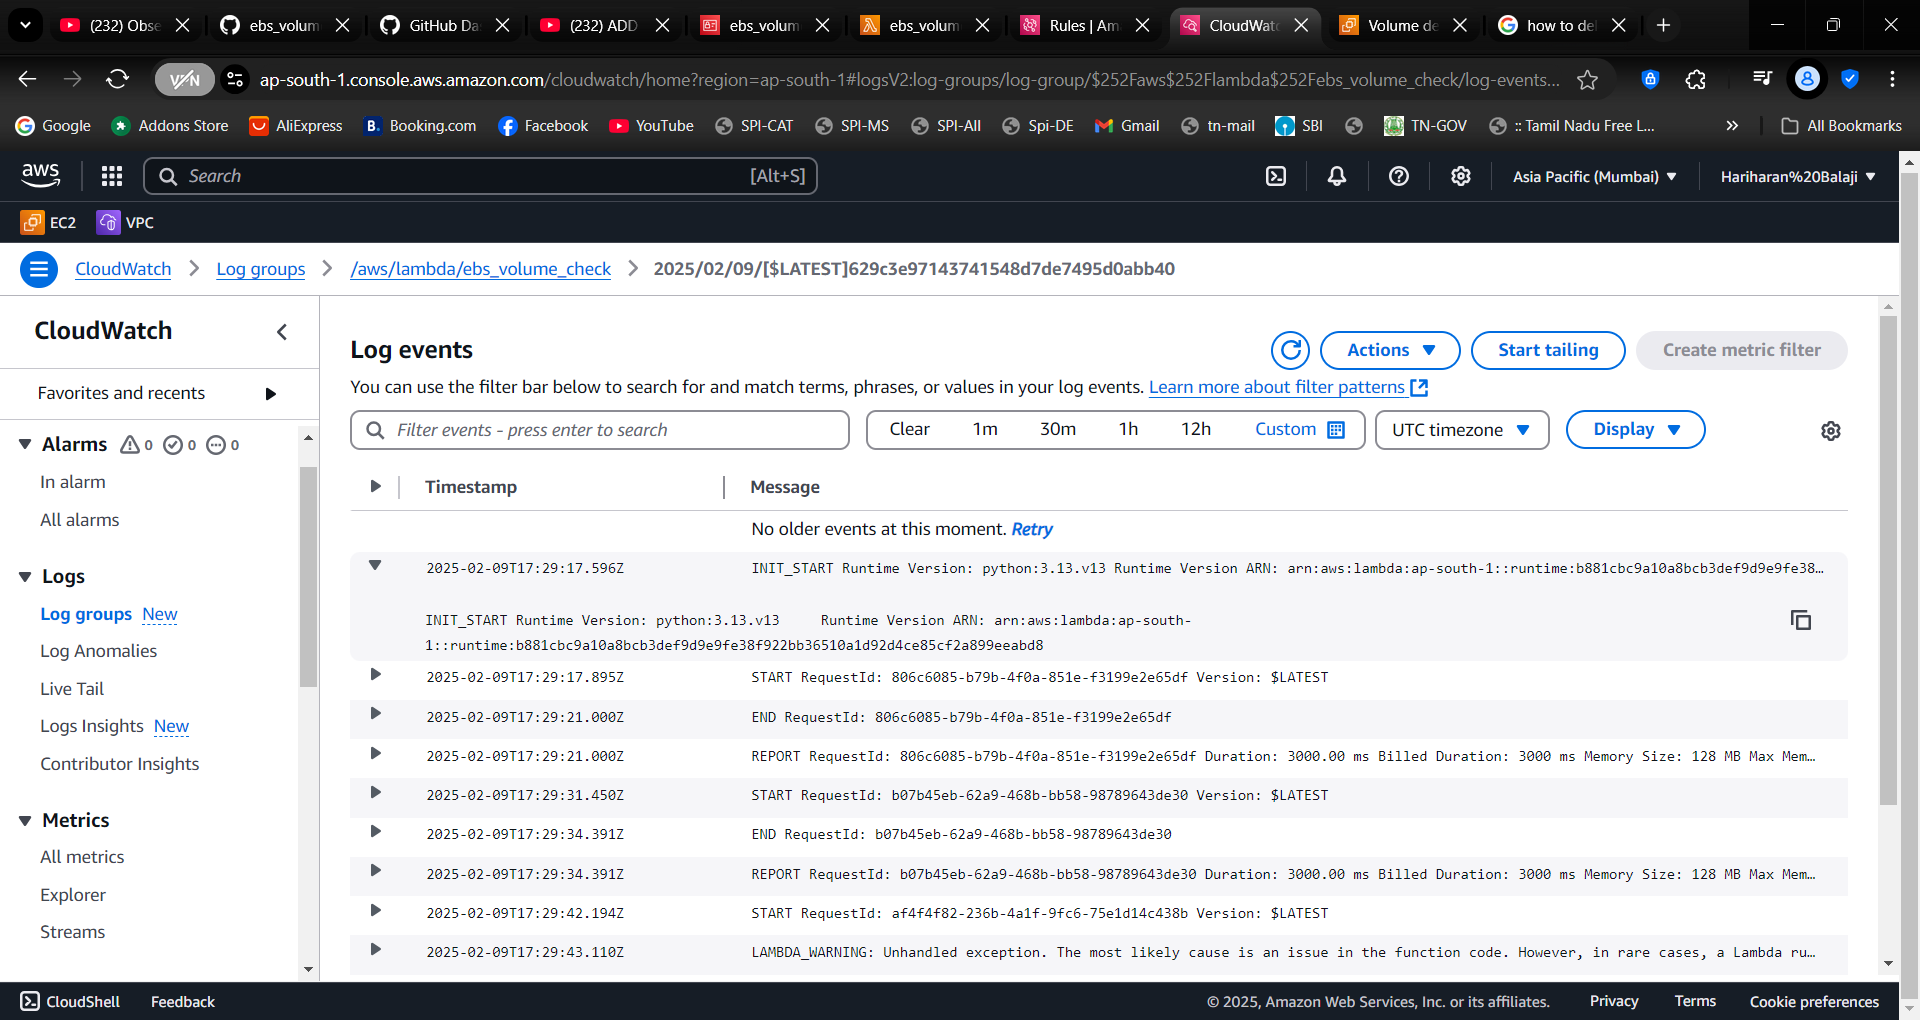 (232) Obse
ebs_volum
GitHub Da
(232) ADD
ebs_volum
ebs_volum
Rules | Am
CloudWatc
Volume de
how to del
VPN
ap-south-1.console.aws.amazon.com/cloudwatch/home?region=ap-south-1#logsV2:log-groups/log-group/$252Faws$252Flambda$252Febs_volume_check/log-events...
Google
Addons Store
AliExpress
Booking.com
Facebook
YouTube
SPI-CAT
SPI-MS
SPI-All
Spi-DE
Gmail
tn-mail
SBI
TN-GOV
:: Tamil Nadu Free L...
»
All Bookmarks
aws
Search [Alt+S]
Asia Pacific (Mumbai)
Hariharan%20Balaji
EC2
VPC
CloudWatch
Log groups
/aws/lambda/ebs_volume_check
2025/02/09/[$LATEST]629c3e97143741548d7de7495d0abb40
CloudWatch
Favorites and recents
Alarms 0 0 0
In alarm
All alarms
Logs
Log groups New
Log Anomalies
Live Tail
Logs Insights New
Contributor Insights
Metrics
All metrics
Explorer
Streams
Log events
Actions
Start tailing
Create metric filter
You can use the filter bar below to search for and match terms, phrases, or values in your log events. Learn more about filter patterns
Filter events - press enter to search
Clear 1m 30m 1h 12h Custom
UTC timezone
Display
Timestamp Message
No older events at this moment. Retry
2025-02-09T17:29:17.596Z INIT_START Runtime Version: python:3.13.v13 Runtime Version ARN: arn:aws:lambda:ap-south-1::runtime:b881cbc9a10a8bcb3def9d9e9fe38…
INIT_START Runtime Version: python:3.13.v13 Runtime Version ARN: arn:aws:lambda:ap-south-
1::runtime:b881cbc9a10a8bcb3def9d9e9fe38f922bb36510a1d92d4ce85cf2a899eeabd8
2025-02-09T17:29:17.895Z START RequestId: 806c6085-b79b-4f0a-851e-f3199e2e65df Version: $LATEST
2025-02-09T17:29:21.000Z END RequestId: 806c6085-b79b-4f0a-851e-f3199e2e65df
2025-02-09T17:29:21.000Z REPORT RequestId: 806c6085-b79b-4f0a-851e-f3199e2e65df Duration: 3000.00 ms Billed Duration: 3000 ms Memory Size: 128 MB Max Mem…
2025-02-09T17:29:31.450Z START RequestId: b07b45eb-62a9-468b-bb58-98789643de30 Version: $LATEST
2025-02-09T17:29:34.391Z END RequestId: b07b45eb-62a9-468b-bb58-98789643de30
2025-02-09T17:29:34.391Z REPORT RequestId: b07b45eb-62a9-468b-bb58-98789643de30 Duration: 3000.00 ms Billed Duration: 3000 ms Memory Size: 128 MB Max Mem…
2025-02-09T17:29:42.194Z START RequestId: af4f4f82-236b-4a1f-9fc6-75e1d14c438b Version: $LATEST
2025-02-09T17:29:43.110Z LAMBDA_WARNING: Unhandled exception. The most likely cause is an issue in the function code. However, in rare cases, a Lambda ru…
CloudShell
Feedback
© 2025, Amazon Web Services, Inc. or its affiliates.
Privacy
Terms
Cookie preferences